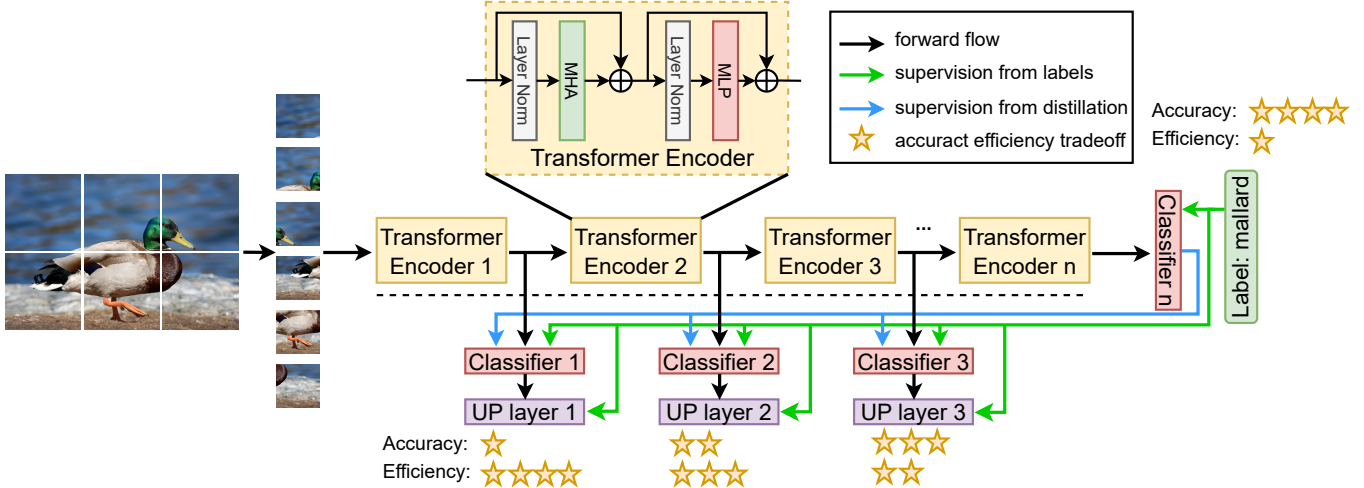 Layer Norm
MHA
Layer Norm
MLP
Transformer Encoder
forward flow
supervision from labels
supervision from distillation
accuract efficiency tradeoff
Accuracy:
Efficiency:
Transformer
Encoder 1
Transformer
Encoder 2
Transformer
Encoder 3
...
Transformer
Encoder n
Classifier n
Label: mallard
Classifier 1
Classifier 2
Classifier 3
UP layer 1
UP layer 2
UP layer 3
Accuracy:
Efficiency: